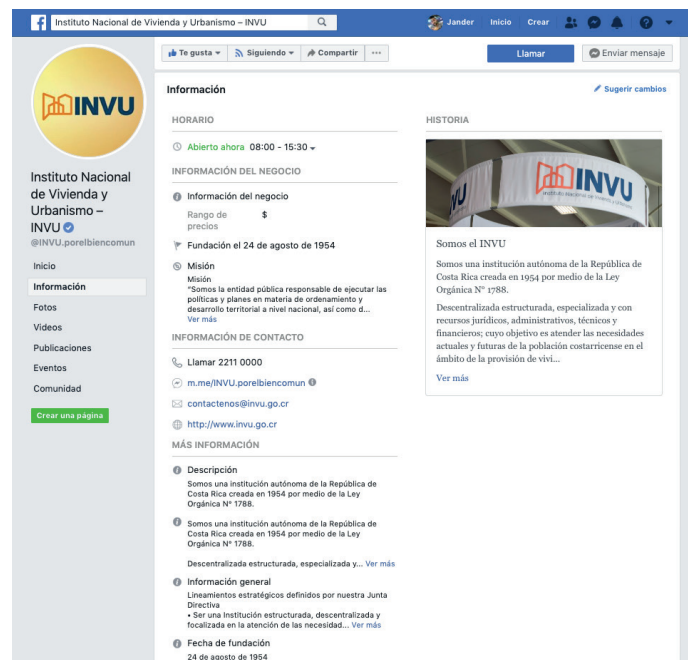 Instituto Nacional de Vivienda y Urbanismo – INVU
Jander
Inicio
Crear
INVU
Instituto Nacional
de Vivienda y
Urbanismo –
INVU
@INVU.porelbiencomun
Inicio
Información
Fotos
Videos
Publicaciones
Eventos
Comunidad
Crear una página
Te gusta
Siguiendo
Compartir
Llamar
Enviar mensaje
Información
Sugerir cambios
HORARIO
Abierto ahora 08:00 - 15:30
INFORMACIÓN DEL NEGOCIO
Información del negocio
Rango de $
precios
Fundación el 24 de agosto de 1954
Misión
Misión
"Somos la entidad pública responsable de ejecutar las
políticas y planes en materia de ordenamiento y
desarrollo territorial a nivel nacional, así como d...
Ver más
INFORMACIÓN DE CONTACTO
Llamar 2211 0000
m.me/INVU.porelbiencomun
contactenos@invu.go.cr
http://www.invu.go.cr
MÁS INFORMACIÓN
Descripción
Somos una institución autónoma de la República de
Costa Rica creada en 1954 por medio de la Ley
Orgánica N° 1788.
Somos una institución autónoma de la República de
Costa Rica creada en 1954 por medio de la Ley
Orgánica N° 1788.
Descentralizada estructurada, especializada y... Ver más
Información general
Lineamientos estratégicos definidos por nuestra Junta
Directiva
• Ser una Institución estructurada, descentralizada y
focalizada en la atención de las necesidad... Ver más
Fecha de fundación
24 de agosto de 1954
HISTORIA
INVU
Instituto Nacional de Vivienda y Urbanismo
Somos el INVU
Somos una institución autónoma de la República de
Costa Rica creada en 1954 por medio de la Ley
Orgánica N° 1788.
Descentralizada estructurada, especializada y con
recursos jurídicos, administrativos, técnicos y
financieros; cuyo objetivo es atender las necesidades
actuales y futuras de la población costarricense en el
ámbito de la provisión de vivi...
Ver más